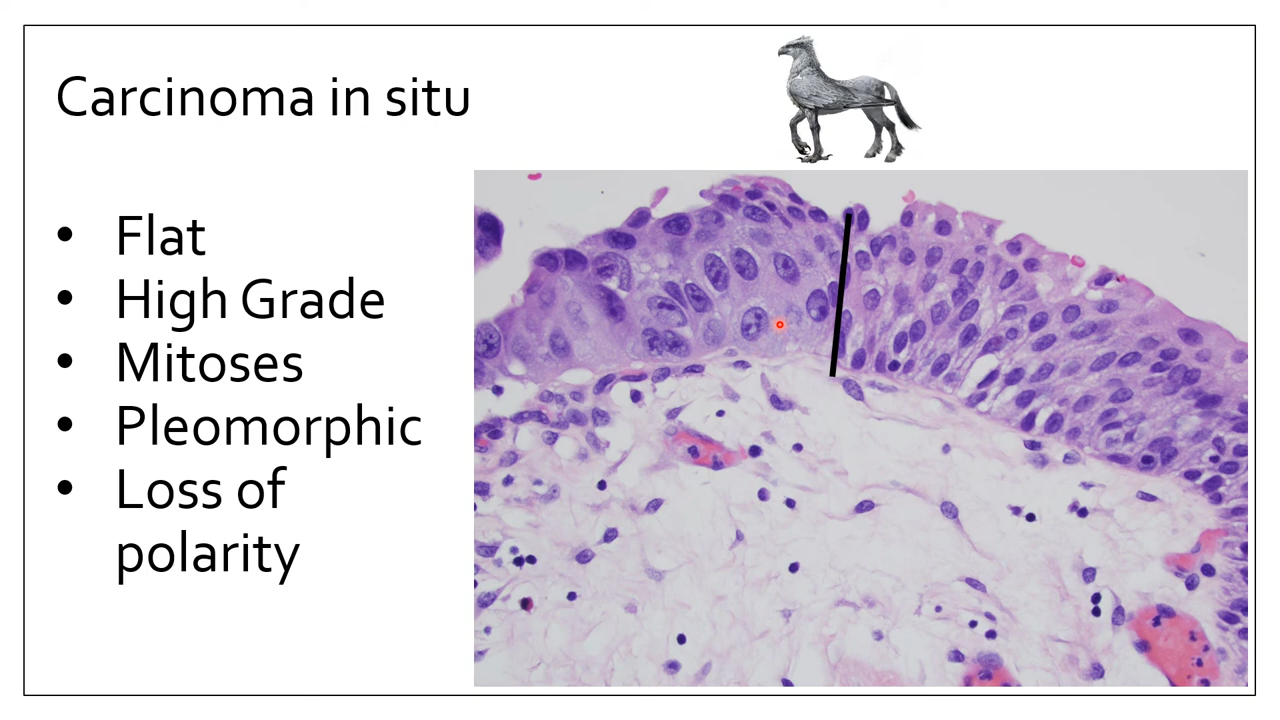 Carcinoma in situ
• Flat
• High Grade
• Mitoses
• Pleomorphic
• Loss of
polarity